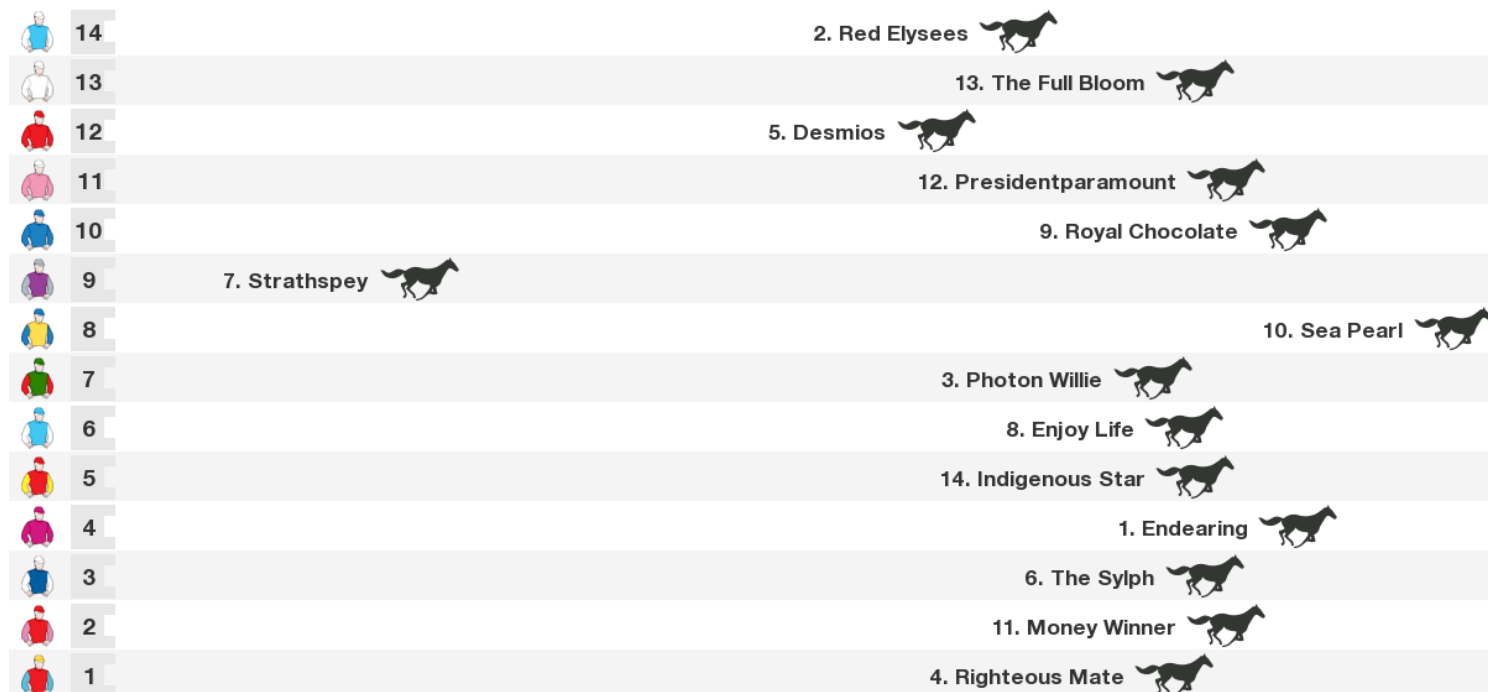 14 2. Red Elysees
13 13. The Full Bloom
12 5. Desmios
11 12. Presidentparamount
10 9. Royal Chocolate
9 7. Strathspey
8 10. Sea Pearl
7 3. Photon Willie
6 8. Enjoy Life
5 14. Indigenous Star
4 1. Endearing
3 6. The Sylph
2 11. Money Winner
1 4. Righteous Mate